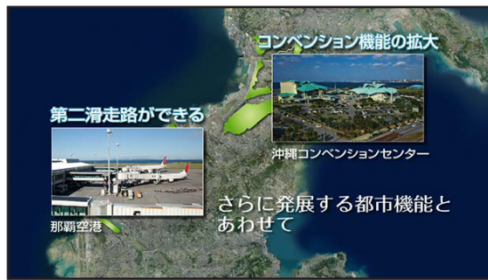 コンベンション機能の拡大
第二滑走路ができる
沖縄コンベンションセンター
さらに発展する都市機能と
あわせて
那覇空港